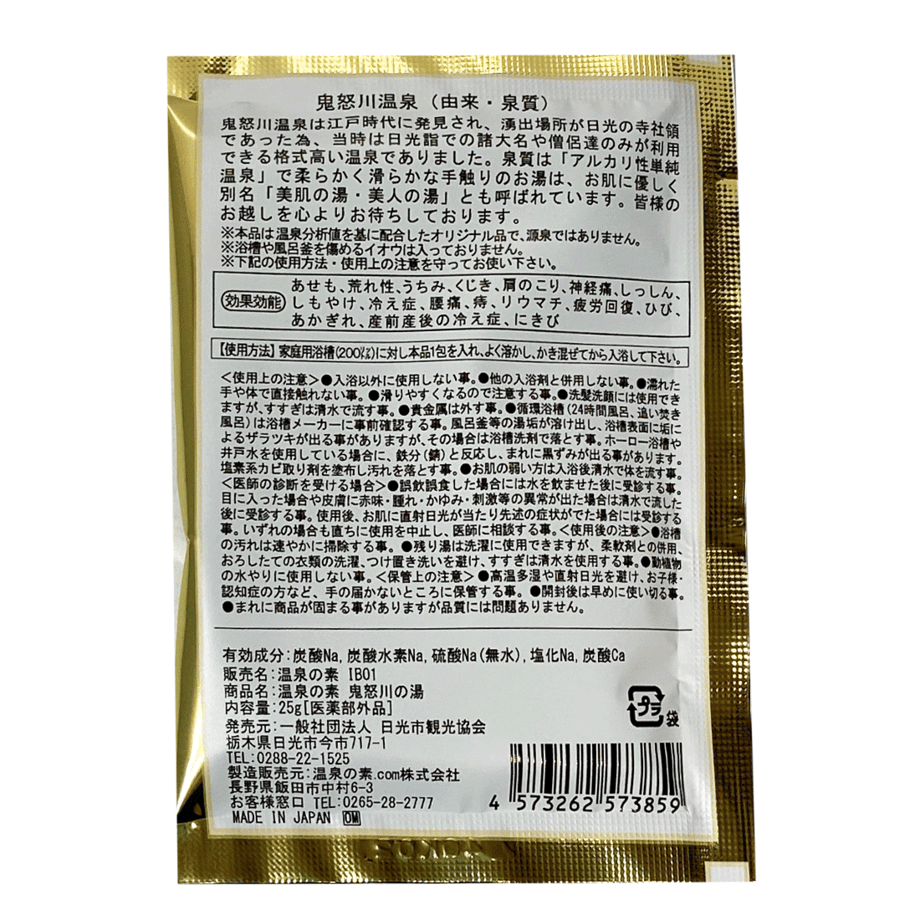 鬼怒川温泉（由来・泉質）
鬼怒川温泉は江戸時代に発見され、湧出場所が日光の寺社領
であった為、当時は日光詣での諸大名や僧侶達のみが利用
できる格式高い温泉でありました。泉質は「アルカリ性単純
温泉」で柔らかく滑らかな手触りのお湯は、お肌に優しく
別名「美肌の湯・美人の湯」とも呼ばれています。皆様の
お越しを心よりお待ちしております。
※本品は温泉分析値を基に配合したオリジナル品で、源泉ではありません。
※浴槽や風呂釜を傷めるイオウは入っておりません。
※下記の使用方法・使用上の注意を守ってお使い下さい。
効果効能
あせも、荒れ性、うちみ、くじき、肩のこり、神経痛、しっしん、
しもやけ、冷え症、腰痛、痔、リウマチ、疲労回復、ひび、
あかぎれ、産前産後の冷え症、にきび
【使用方法】家庭用浴槽(200㍑)に対し本品1包を入れ、よく溶かし、かき混ぜてから入浴して下さい。
＜使用上の注意＞●入浴以外に使用しない事。●他の入浴剤と併用しない事。●濡れた
手や体で直接触れない事。●滑りやすくなるので注意する事。●洗髪洗顔には使用でき
ますが、すすぎは清水で流す事。●貴金属は外す事。●循環浴槽(24時間風呂、追い焚き
風呂)は浴槽メーカーに事前確認する事。風呂釜等の湯垢が溶け出し、浴槽表面に垢に
よるザラツキが出る事がありますが、その場合は浴槽洗剤で落とす事。ホーロー浴槽や
井戸水を使用している場合に、鉄分(錆)と反応し、まれに黒ずみが出る事があります。
塩素系カビ取り剤を塗布し汚れを落とす事。●お肌の弱い方は入浴後清水で体を流す事。
＜医師の診断を受ける場合＞●誤飲誤食した場合には水を飲ませた後に受診する事。
目に入った場合や皮膚に赤味・腫れ・かゆみ・刺激等の異常が出た場合は清水で流した
後に受診する事。使用後、お肌に直射日光が当たり先述の症状がでた場合には受診する
事。いずれの場合も直ちに使用を中止し、医師に相談する事。＜使用後の注意＞●浴槽
の汚れは速やかに掃除する事。●残り湯は洗濯に使用できますが、柔軟剤との併用、
おろしたての衣類の洗濯、つけ置き洗いを避け、すすぎは清水を使用する事。●動植物
の水やりに使用しない事。＜保管上の注意＞●高温多湿や直射日光を避け、お子様・
認知症の方など、手の届かないところに保管する事。●開封後は早めに使い切る事。
●まれに商品が固まる事がありますが品質には問題ありません。
有効成分:炭酸Na,炭酸水素Na,硫酸Na(無水),塩化Na,炭酸Ca
販売名:温泉の素 IB01
商品名:温泉の素 鬼怒川の湯
内容量:25g[医薬部外品]
発売元:一般社団法人 日光市観光協会
栃木県日光市今市717-1
TEL:0288-22-1525
製造販売元:温泉の素.com株式会社
長野県飯田市中村6-3
お客様窓口 TEL:0265-28-2777
MADE IN JAPAN OM
プラ
袋
4 573262 573859